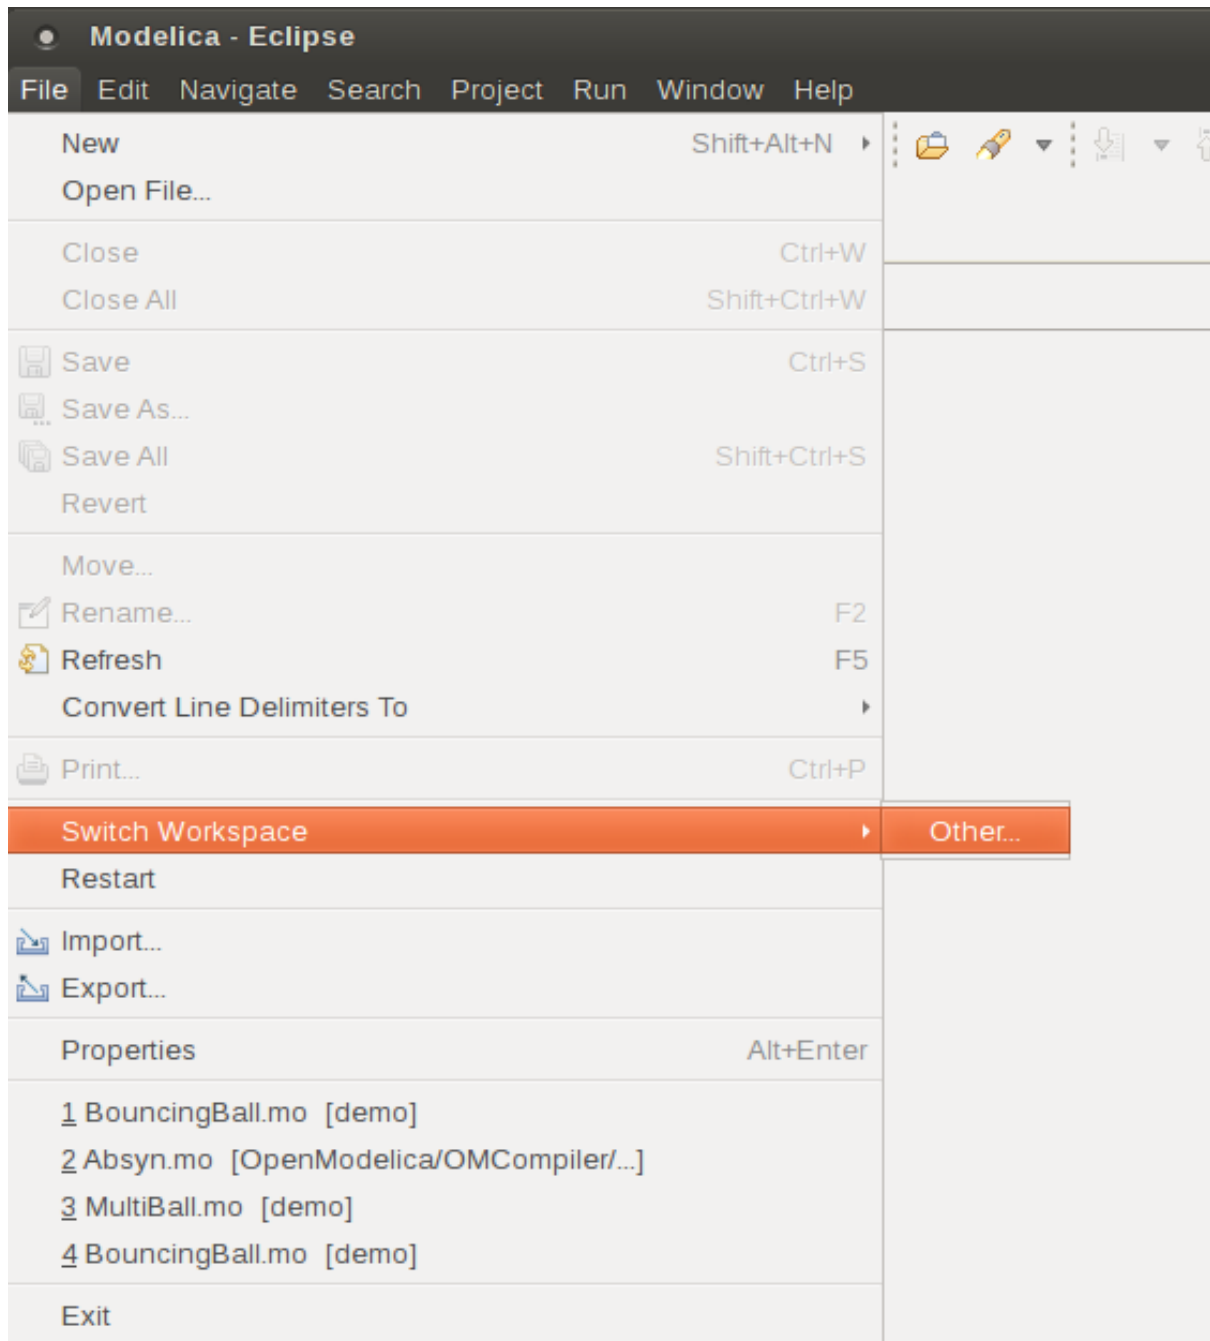 Modelica - Eclipse
File Edit Navigate Search Project Run Window Help
New Shift+Alt+N
Open File...
Close Ctrl+W
Close All Shift+Ctrl+W
Save Ctrl+S
Save As...
Save All Shift+Ctrl+S
Revert
Move...
Rename... F2
Refresh F5
Convert Line Delimiters To
Print... Ctrl+P
Switch Workspace Other...
Restart
Import...
Export...
Properties Alt+Enter
1 BouncingBall.mo [demo]
2 Absyn.mo [OpenModelica/OMCompiler/...]
3 MultiBall.mo [demo]
4 BouncingBall.mo [demo]
Exit